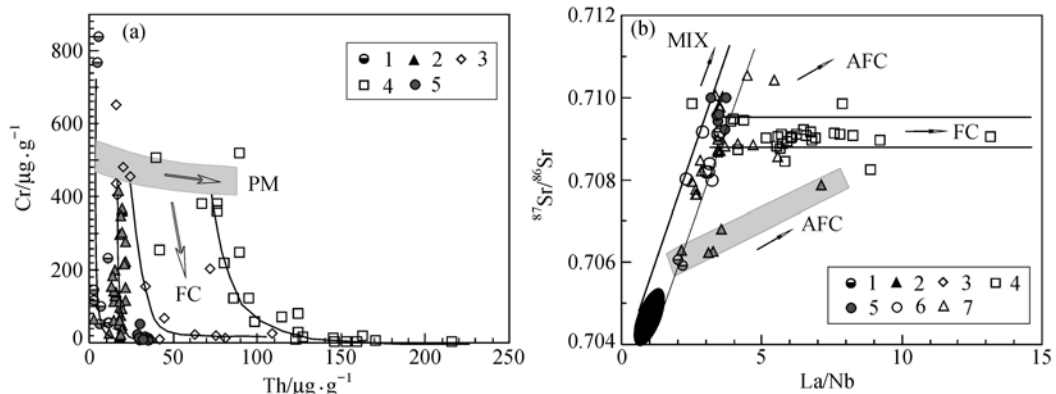 (a)
Cr/μg·g⁻¹
800
600
400
200
0
1 2 3
4 5
PM
FC
0 50 100 150 200 250
Th/μg·g⁻¹
(b)
⁸⁷Sr/⁸⁶Sr
0.712
0.710
0.708
0.706
0.704
MIX
AFC
FC
AFC
1 2 3 4
5 6 7
0 5 10 15
La/Nb